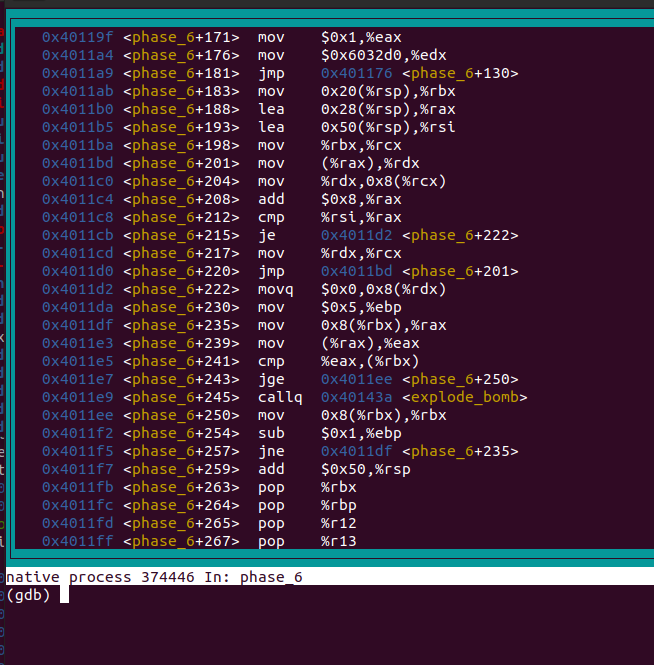 0x40119f <phase_6+171> mov $0x1,%eax
0x4011a4 <phase_6+176> mov $0x6032d0,%edx
0x4011a9 <phase_6+181> jmp 0x401176 <phase_6+130>
0x4011ab <phase_6+183> mov 0x20(%rsp),%rbx
0x4011b0 <phase_6+188> lea 0x28(%rsp),%rax
0x4011b5 <phase_6+193> lea 0x50(%rsp),%rsi
0x4011ba <phase_6+198> mov %rbx,%rcx
0x4011bd <phase_6+201> mov (%rax),%rdx
0x4011c0 <phase_6+204> mov %rdx,0x8(%rcx)
0x4011c4 <phase_6+208> add $0x8,%rax
0x4011c8 <phase_6+212> cmp %rsi,%rax
0x4011cb <phase_6+215> je 0x4011d2 <phase_6+222>
0x4011cd <phase_6+217> mov %rdx,%rcx
0x4011d0 <phase_6+220> jmp 0x4011bd <phase_6+201>
0x4011d2 <phase_6+222> movq $0x0,0x8(%rdx)
0x4011da <phase_6+230> mov $0x5,%ebp
0x4011df <phase_6+235> mov 0x8(%rbx),%rax
0x4011e3 <phase_6+239> mov (%rax),%eax
0x4011e5 <phase_6+241> cmp %eax,(%rbx)
0x4011e7 <phase_6+243> jge 0x4011ee <phase_6+250>
0x4011e9 <phase_6+245> callq 0x40143a <explode_bomb>
0x4011ee <phase_6+250> mov 0x8(%rbx),%rbx
0x4011f2 <phase_6+254> sub $0x1,%ebp
0x4011f5 <phase_6+257> jne 0x4011df <phase_6+235>
0x4011f7 <phase_6+259> add $0x50,%rsp
0x4011fb <phase_6+263> pop %rbx
0x4011fc <phase_6+264> pop %rbp
0x4011fd <phase_6+265> pop %r12
0x4011ff <phase_6+267> pop %r13
native process 374446 In: phase_6
(gdb)